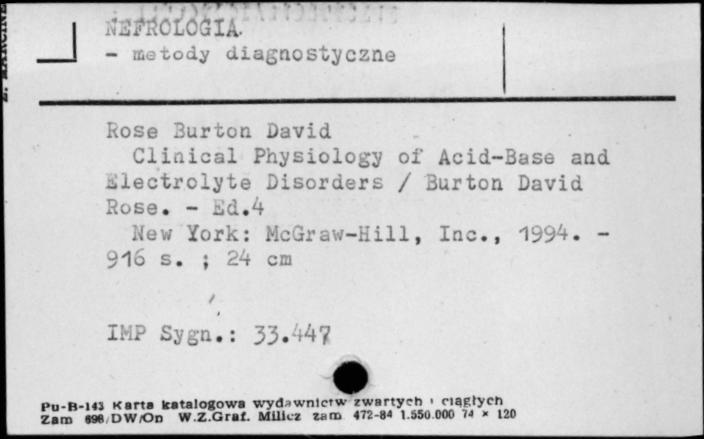 NEFROLOGIA.
- metody diagnostyczne
Rose Burton David
Clinical Physiology of Acid-Base and
Electrolyte Disorders / Burton David
Rose. - Ed.4
New York: McGraw-Hill, Inc., 1994. -
916 s. ; 24 cm
IMP Sygn.: 33.447
Pu-B-143 Karta katalogowa wydawnictw zwartych i ciągłych
Zam 698/DW/On W.Z.Graf. Milicz zam. 472-84 1.550.000 74 × 120